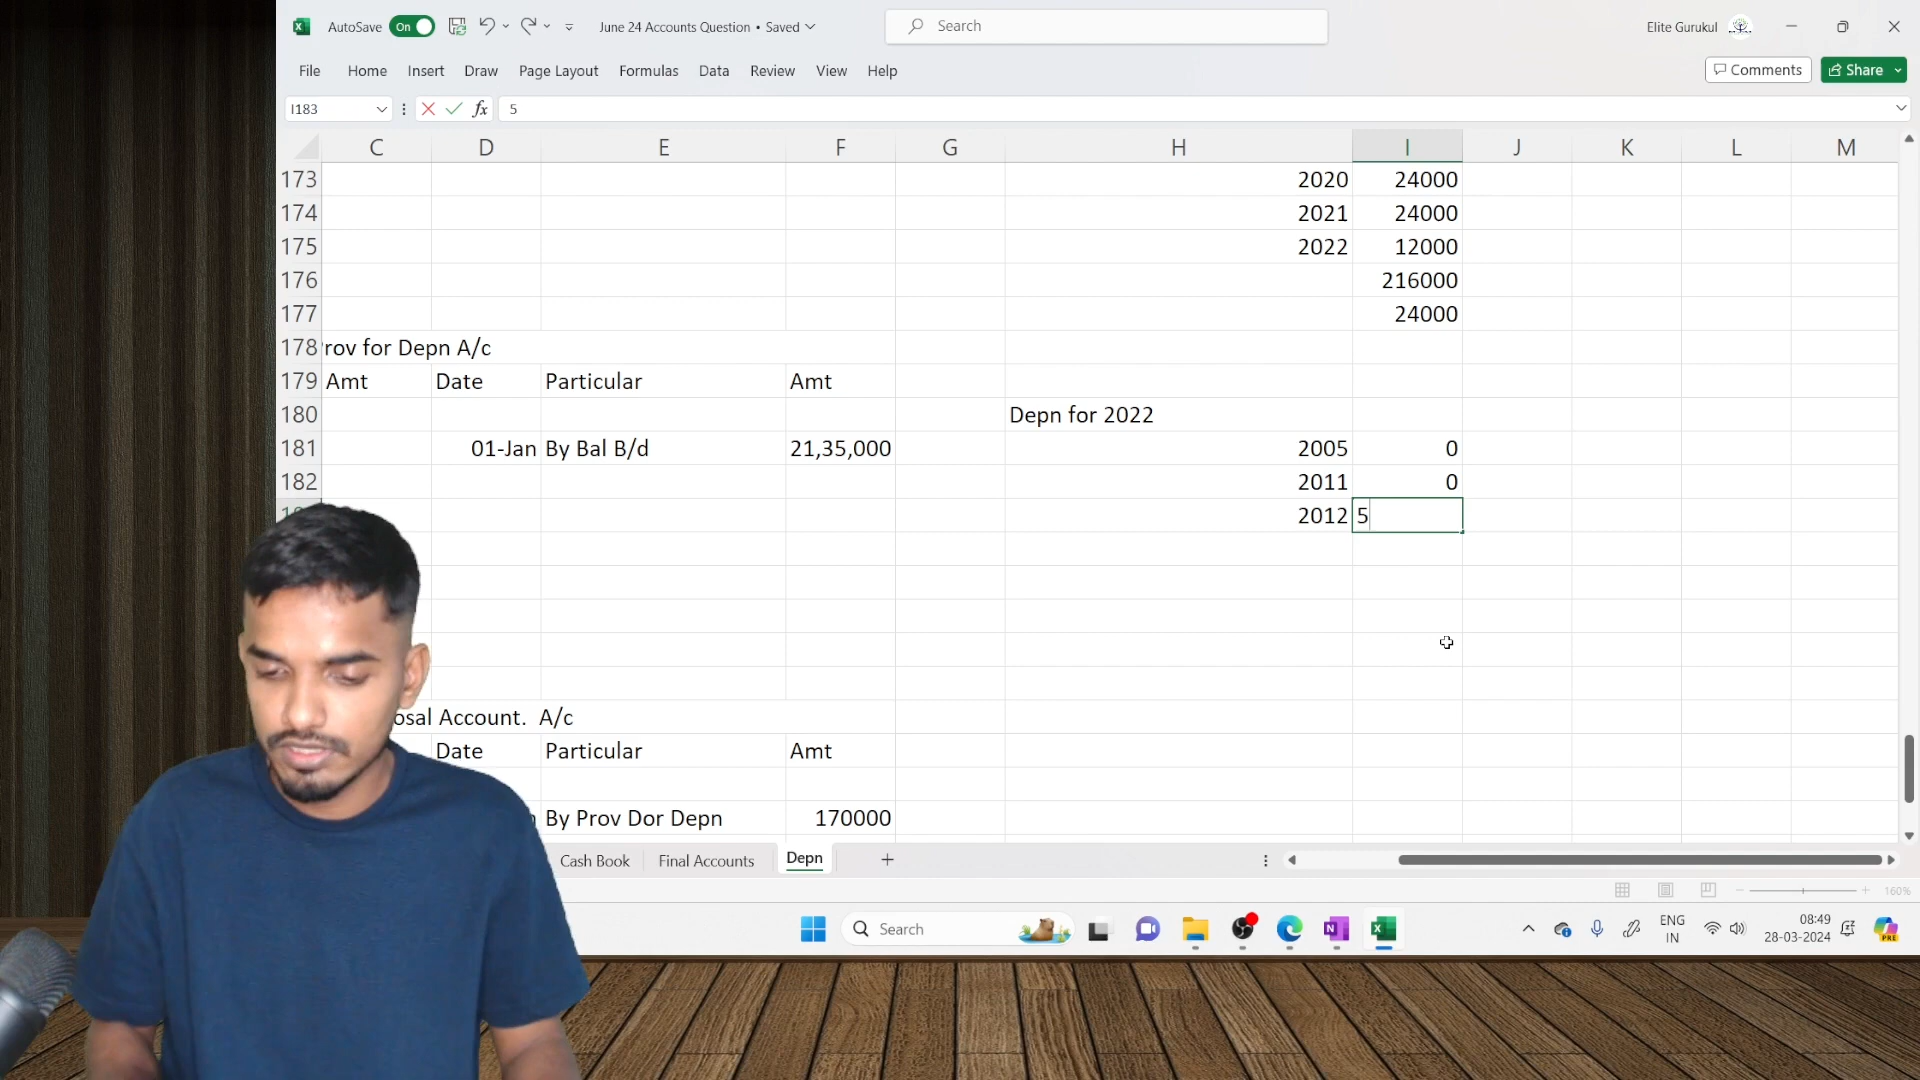 AutoSave On June 24 Accounts Question • Saved Search Elite Gurukul
File Home Insert Draw Page Layout Formulas Data Review View Help Comments Share
I183 fx 5
C D E F G H I J K L M
173 2020 24000
174 2021 24000
175 2022 12000
176 216000
177 24000
178 rov for Depn A/c
179 Amt Date Particular Amt
180 Depn for 2022
181 01-Jan By Bal B/d 21,35,000 2005 0
182 2011 0
2012 5
osal Account. A/c
Date Particular Amt
By Prov Dor Depn 170000
Cash Book Final Accounts Depn
160%
Search ENG IN 08:49 28-03-2024 PRE